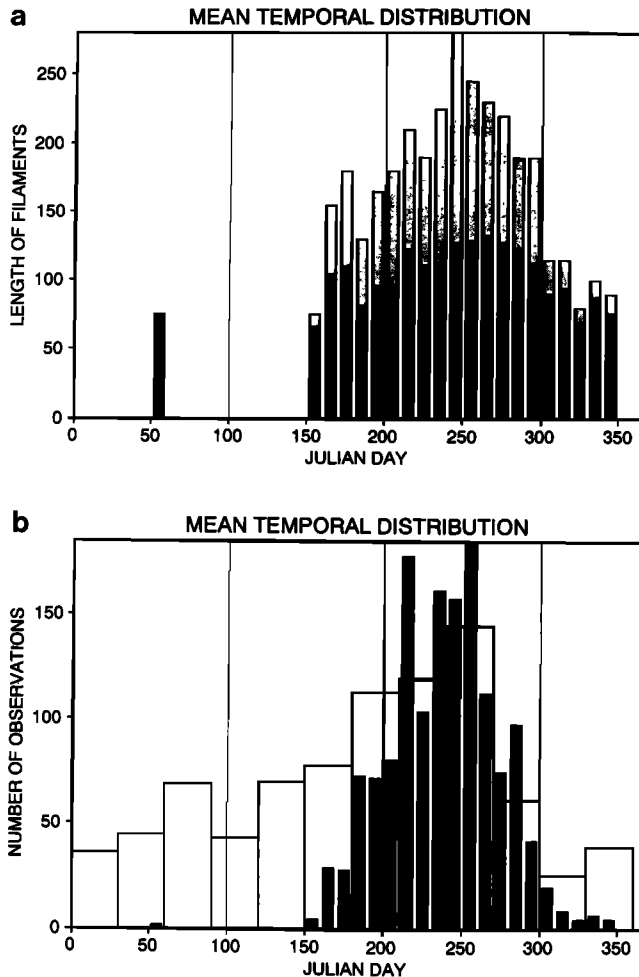 a
MEAN TEMPORAL DISTRIBUTION
250
200
150
100
50
0
LENGTH OF FILAMENTS
0 50 100 150 200 250 300 350
JULIAN DAY
b
MEAN TEMPORAL DISTRIBUTION
150
100
50
0
NUMBER OF OBSERVATIONS
0 50 100 150 200 250 300 350
JULIAN DAY